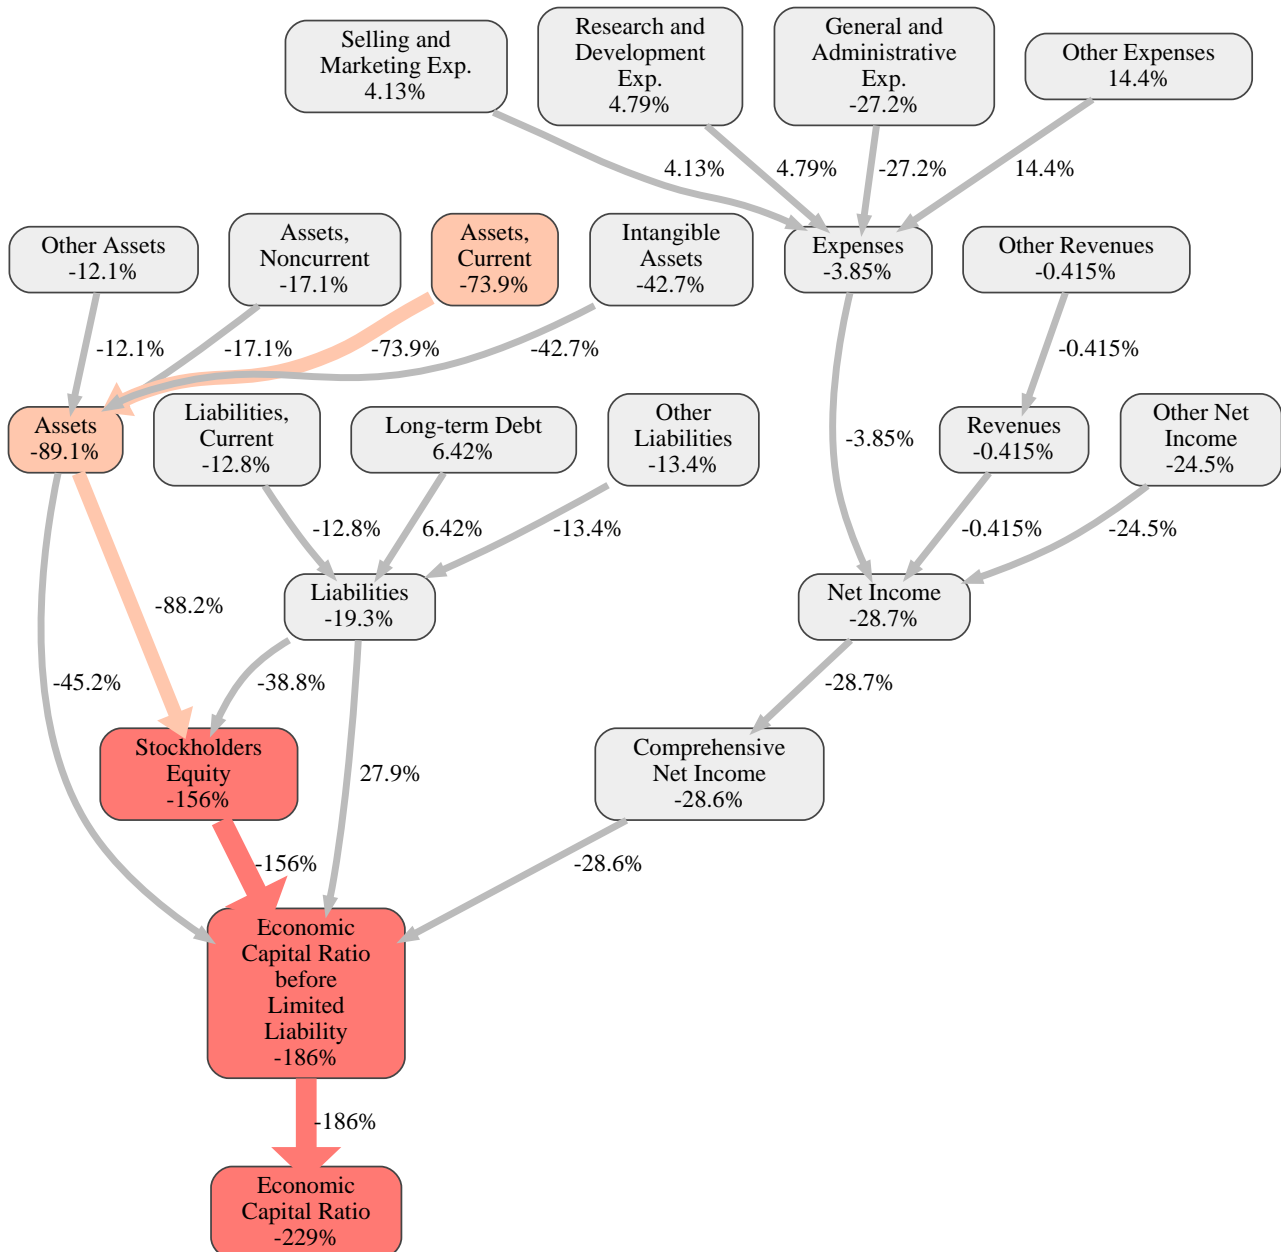 Selling and
Marketing Exp.
4.13%
Research and
Development
Exp.
4.79%
General and
Administrative
Exp.
-27.2%
Other Expenses
14.4%
4.13%
4.79%
-27.2%
14.4%
Other Assets
-12.1%
Assets,
Noncurrent
-17.1%
Assets,
Current
-73.9%
Intangible
Assets
-42.7%
Expenses
-3.85%
Other Revenues
-0.415%
-12.1%
-17.1%
-73.9%
-42.7%
-0.415%
Assets
-89.1%
Liabilities,
Current
-12.8%
Long-term Debt
6.42%
Other
Liabilities
-13.4%
-3.85%
Revenues
-0.415%
Other Net
Income
-24.5%
-12.8%
6.42%
-13.4%
-0.415%
-24.5%
-88.2%
Liabilities
-19.3%
Net Income
-28.7%
-45.2%
-38.8%
-28.7%
Stockholders
Equity
-156%
27.9%
Comprehensive
Net Income
-28.6%
-156%
-28.6%
Economic
Capital Ratio
before
Limited
Liability
-186%
-186%
Economic
Capital Ratio
-229%